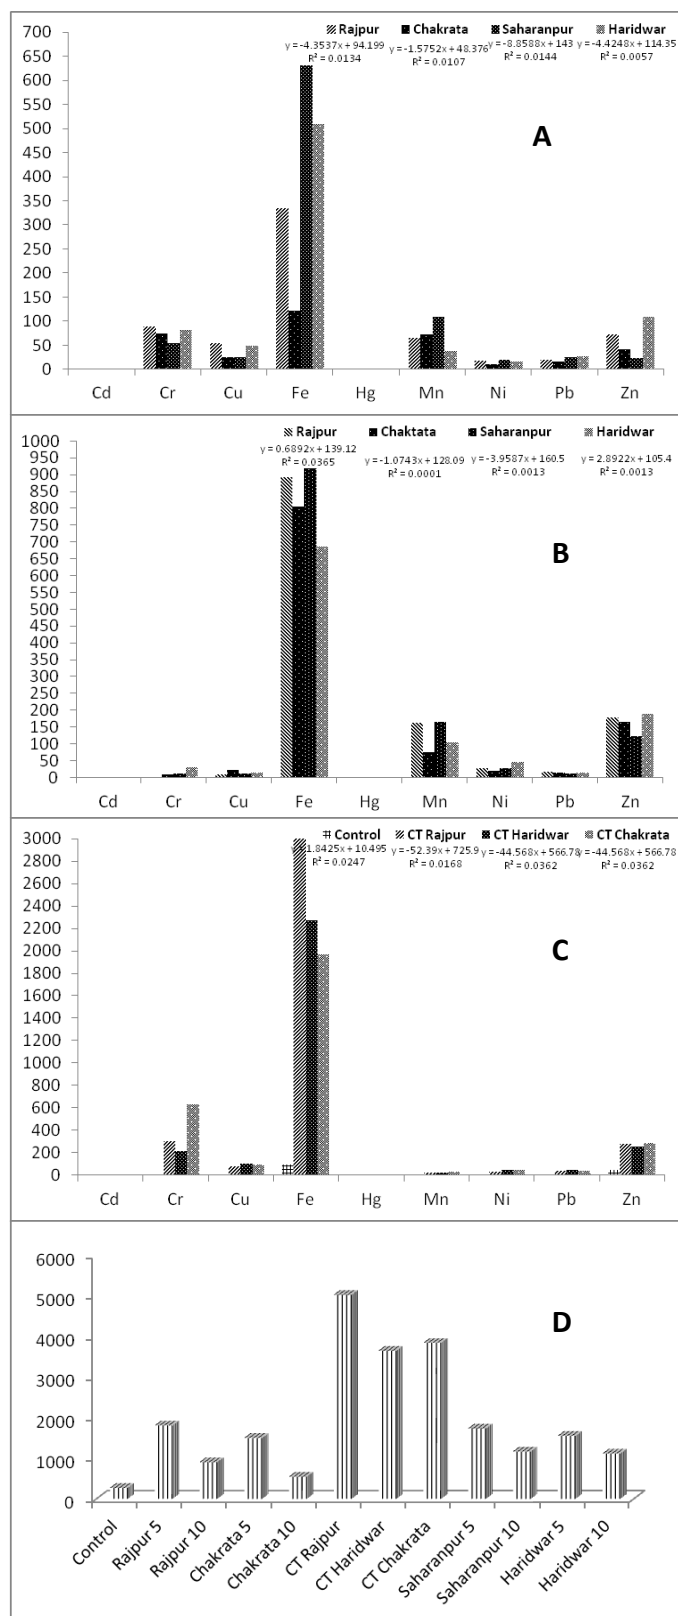 Rajpur Chakrata Saharanpur Haridwar
y = -4.3537x + 94.199 y = -1.5752x + 48.376 y = -8.8588x + 143 y = -4.4248x + 114.35
R² = 0.0134 R² = 0.0107 R² = 0.0144 R² = 0.0057
A
700
650
600
550
500
450
400
350
300
250
200
150
100
50
0
Cd Cr Cu Fe Hg Mn Ni Pb Zn
Rajpur Chaktata Saharanpur Haridwar
y = 0.6892x + 139.12 y = -1.0743x + 128.09 y = -3.9587x + 160.5 y = 2.8922x + 105.4
R² = 0.0365 R² = 0.0001 R² = 0.0013 R² = 0.0013
B
1000
950
900
850
800
750
700
650
600
550
500
450
400
350
300
250
200
150
100
50
0
Cd Cr Cu Fe Hg Mn Ni Pb Zn
Control CT Rajpur CT Haridwar CT Chakrata
1.8425x + 10.495 y = -52.39x + 725.9 y = -44.568x + 566.78 y = -44.568x + 566.78
R² = 0.0247 R² = 0.0168 R² = 0.0362 R² = 0.0362
C
3000
2800
2600
2400
2200
2000
1800
1600
1400
1200
1000
800
600
400
200
0
Cd Cr Cu Fe Hg Mn Ni Pb Zn
D
6000
5000
4000
3000
2000
1000
0
Control
Rajpur 5
Rajpur 10
Chakrata 5
Chakrata 10
CT Rajpur
CT Haridwar
CT Chakrata
Saharanpur 5
Saharanpur 10
Haridwar 5
Haridwar 10